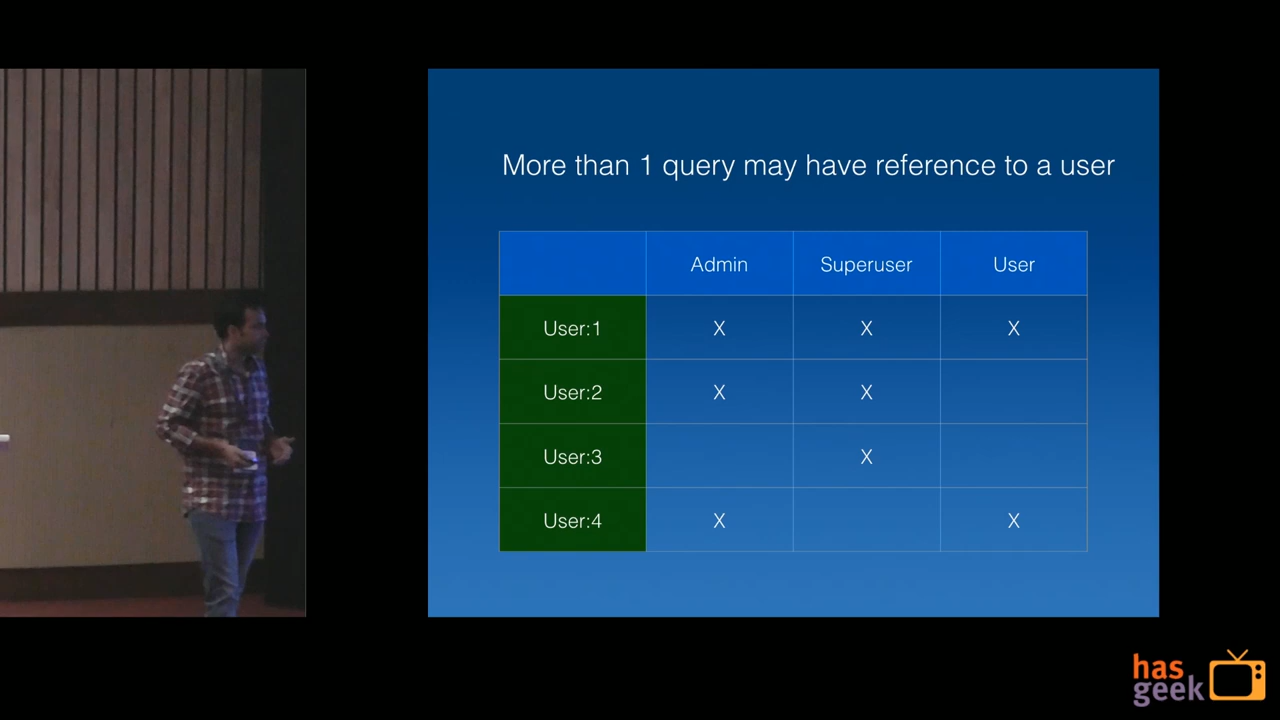 More than 1 query may have reference to a user
Admin Superuser User
User:1 X X X
User:2 X X
User:3 X
User:4 X X
has
geek